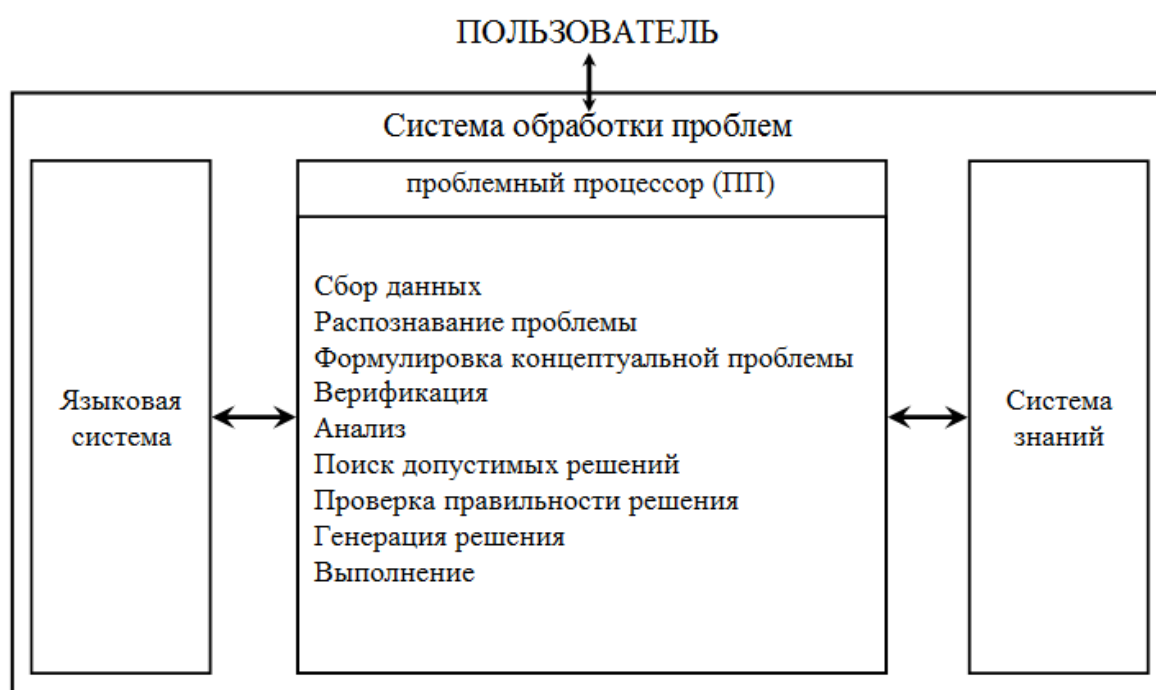 ПОЛЬЗОВАТЕЛЬ
Система обработки проблем
проблемный процессор (ПП)
Сбор данных
Распознавание проблемы
Формулировка концептуальной проблемы
Верификация
Анализ
Поиск допустимых решений
Проверка правильности решения
Генерация решения
Выполнение
Языковая
система
Система
знаний